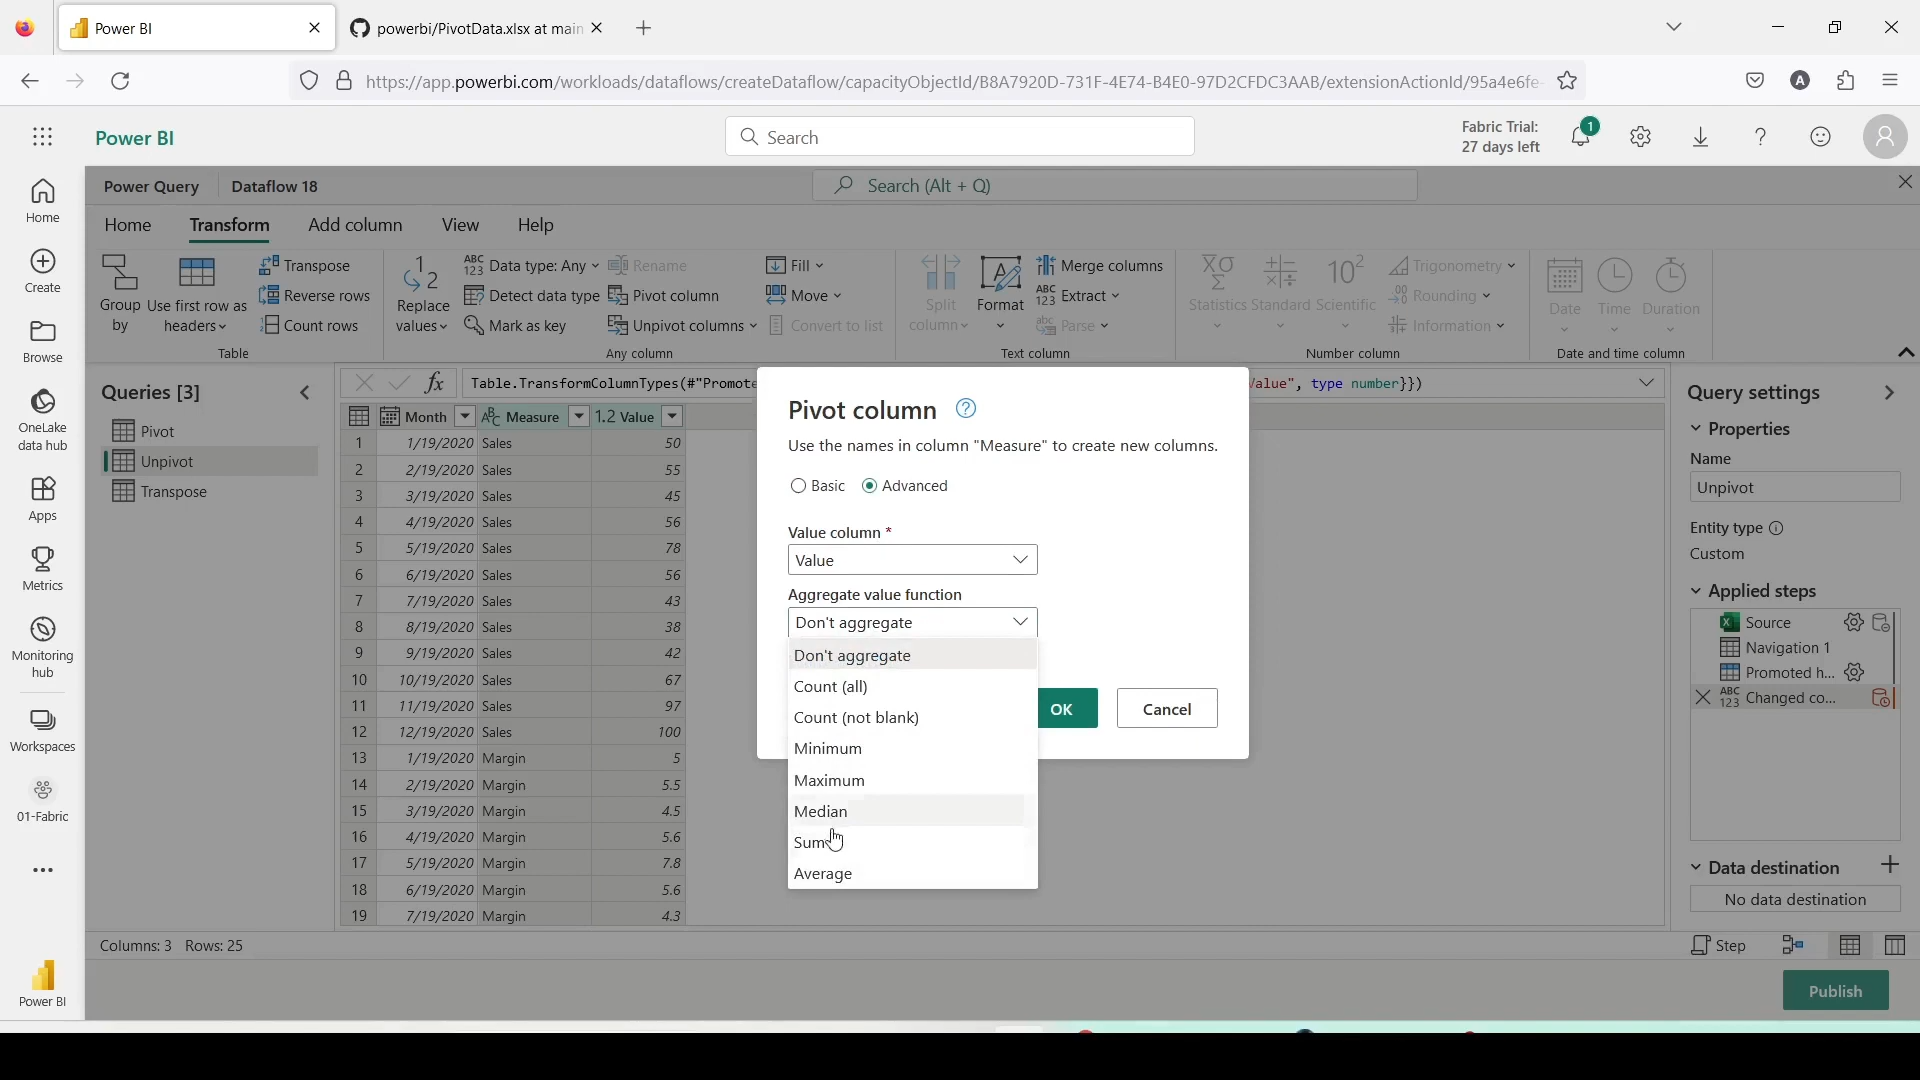 Power BI
powerbi/PivotData.xlsx at main
https://app.powerbi.com/workloads/dataflows/createDataflow/capacityObjectId/B8A7920D-731F-4E74-B4E0-97D2CFDC3AAB/extensionActionId/95a4e6fe-
A
Power BI
Search
Fabric Trial:
27 days left
1
Power Query
Dataflow 18
Search (Alt + Q)
Home
Transform
Add column
View
Help
Group by
Use first row as headers
Transpose
Reverse rows
Count rows
Table
Replace values
Data type: Any
Detect data type
Mark as key
Rename
Pivot column
Unpivot columns
Fill
Move
Convert to list
Any column
Split column
Format
Merge columns
Extract
Parse
Text column
Statistics
Standard
Scientific
Trigonometry
Rounding
Information
Number column
Date
Time
Duration
Date and time column
Home
Create
Browse
OneLake data hub
Apps
Metrics
Monitoring hub
Workspaces
01-Fabric
Power BI
Queries [3]
Pivot
Unpivot
Transpose
fx
Table.TransformColumnTypes(#"Promote
alue", type number}})
Month
Measure
1.2 Value
1 1/19/2020 Sales 50
2 2/19/2020 Sales 55
3 3/19/2020 Sales 45
4 4/19/2020 Sales 56
5 5/19/2020 Sales 78
6 6/19/2020 Sales 56
7 7/19/2020 Sales 43
8 8/19/2020 Sales 38
9 9/19/2020 Sales 42
10 10/19/2020 Sales 67
11 11/19/2020 Sales 97
12 12/19/2020 Sales 100
13 1/19/2020 Margin 5
14 2/19/2020 Margin 5.5
15 3/19/2020 Margin 4.5
16 4/19/2020 Margin 5.6
17 5/19/2020 Margin 7.8
18 6/19/2020 Margin 5.6
19 7/19/2020 Margin 4.3
Columns: 3 Rows: 25
Pivot column
Use the names in column "Measure" to create new columns.
Basic
Advanced
Value column *
Value
Aggregate value function
Don't aggregate
Don't aggregate
Count (all)
Count (not blank)
Minimum
Maximum
Median
Sum
Average
OK
Cancel
Query settings
Properties
Name
Unpivot
Entity type
Custom
Applied steps
Source
Navigation 1
Promoted h...
Changed co...
Data destination
No data destination
Step
Publish